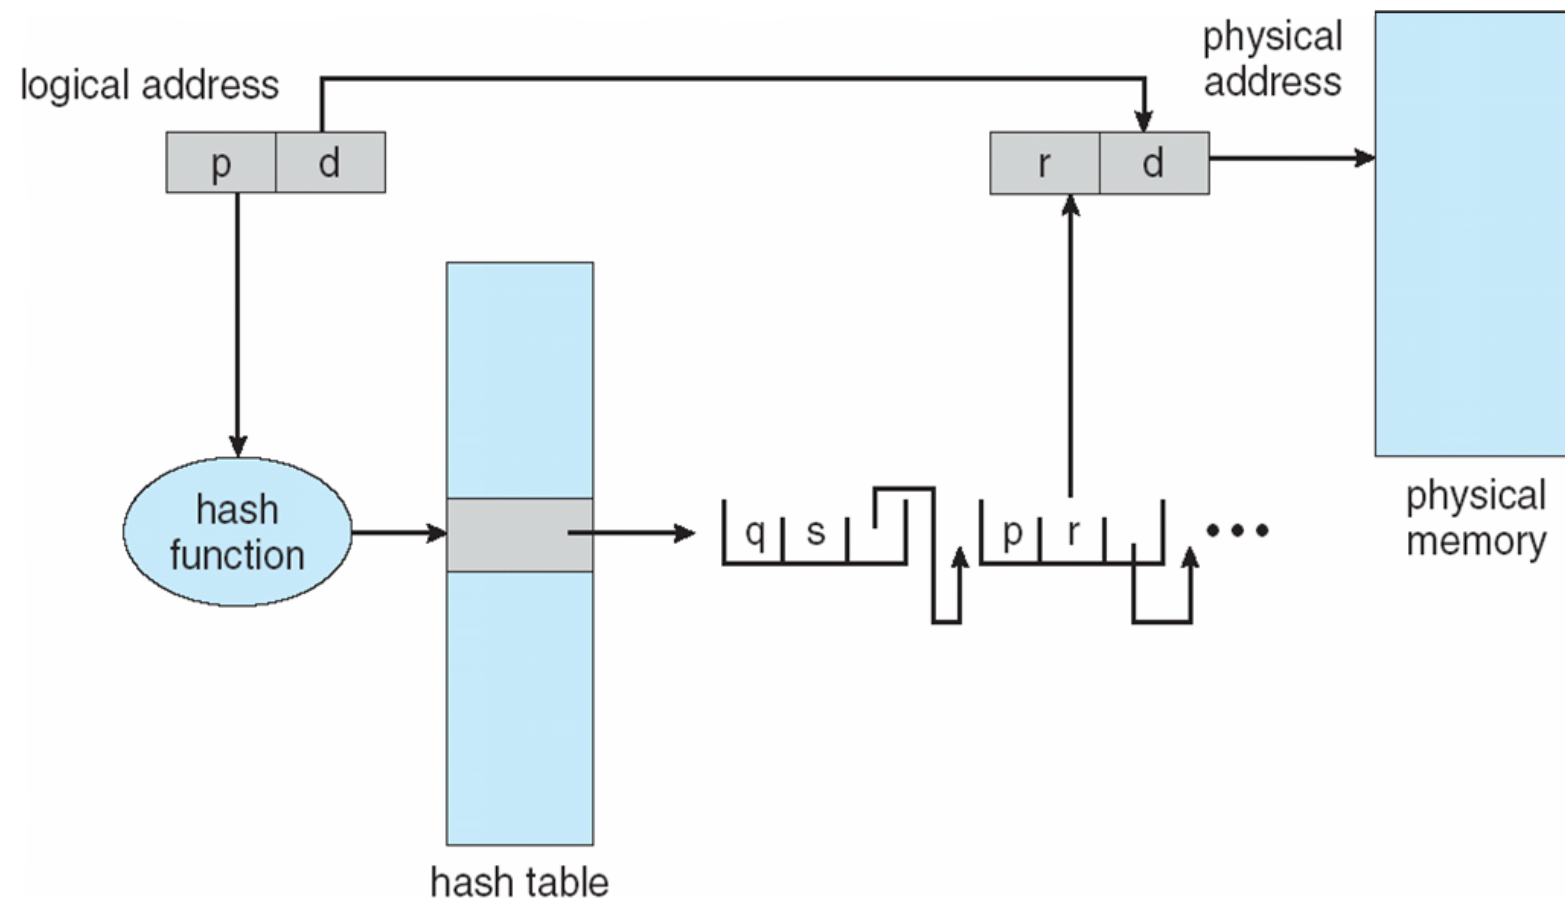 physical
address
logical address
p d
r d
hash
function
q s
p r
•••
physical
memory
hash table